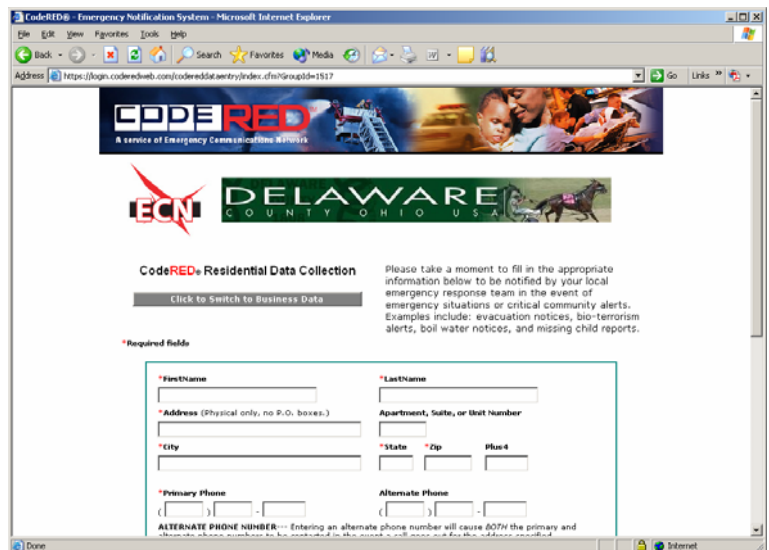 CodeRED® - Emergency Notification System - Microsoft Internet Explorer
File Edit View Favorites Tools Help
Back Search Favorites Media
Address https://login.coderedweb.com/codereddataentry/index.cfm?GroupId=1517 Go Links »
CODE RED™
A service of Emergency Communications Network
ECN DELAWARE
COUNTY OHIO USA
CodeRED® Residential Data Collection
Click to Switch to Business Data
Please take a moment to fill in the appropriate
information below to be notified by your local
emergency response team in the event of
emergency situations or critical community alerts.
Examples include: evacuation notices, bio-terrorism
alerts, boil water notices, and missing child reports.
*Required fields
*FirstName *LastName
*Address (Physical only, no P.O. boxes.) Apartment, Suite, or Unit Number
*City *State *Zip Plus4
*Primary Phone Alternate Phone
( ) - ( ) -
ALTERNATE PHONE NUMBER--- Entering an alternate phone number will cause BOTH the primary and
Done Internet